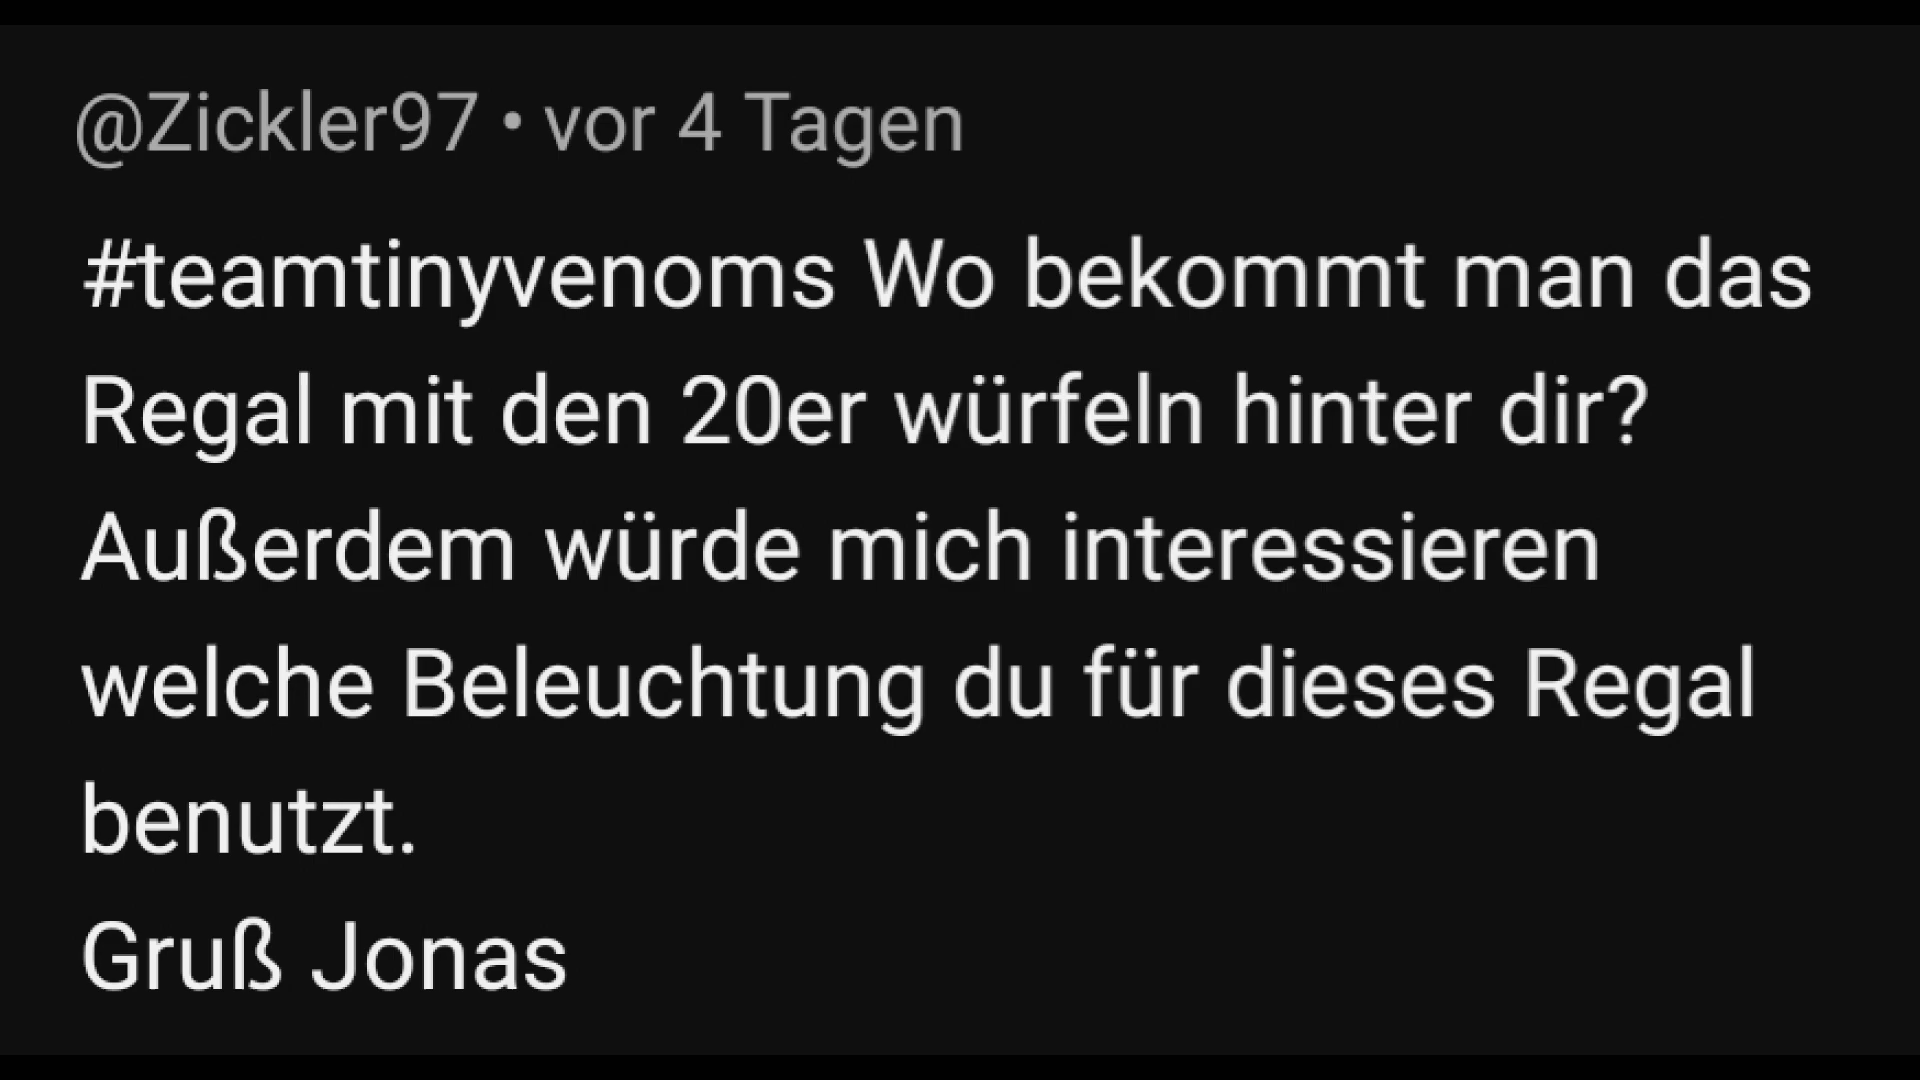 @Zickler97 • vor 4 Tagen
#teamtinyvenoms Wo bekommt man das
Regal mit den 20er würfeln hinter dir?
Außerdem würde mich interessieren
welche Beleuchtung du für dieses Regal
benutzt.
Gruß Jonas